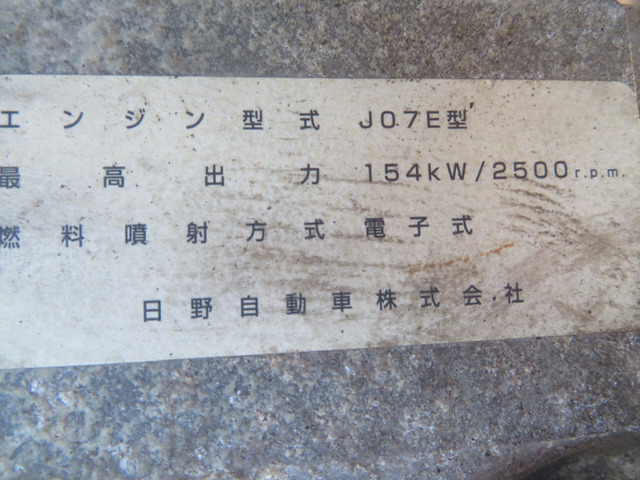 エンジン型式 J07E型
最高出力 154kW/2500r.p.m.
燃料噴射方式 電子式
日野自動車株式会社